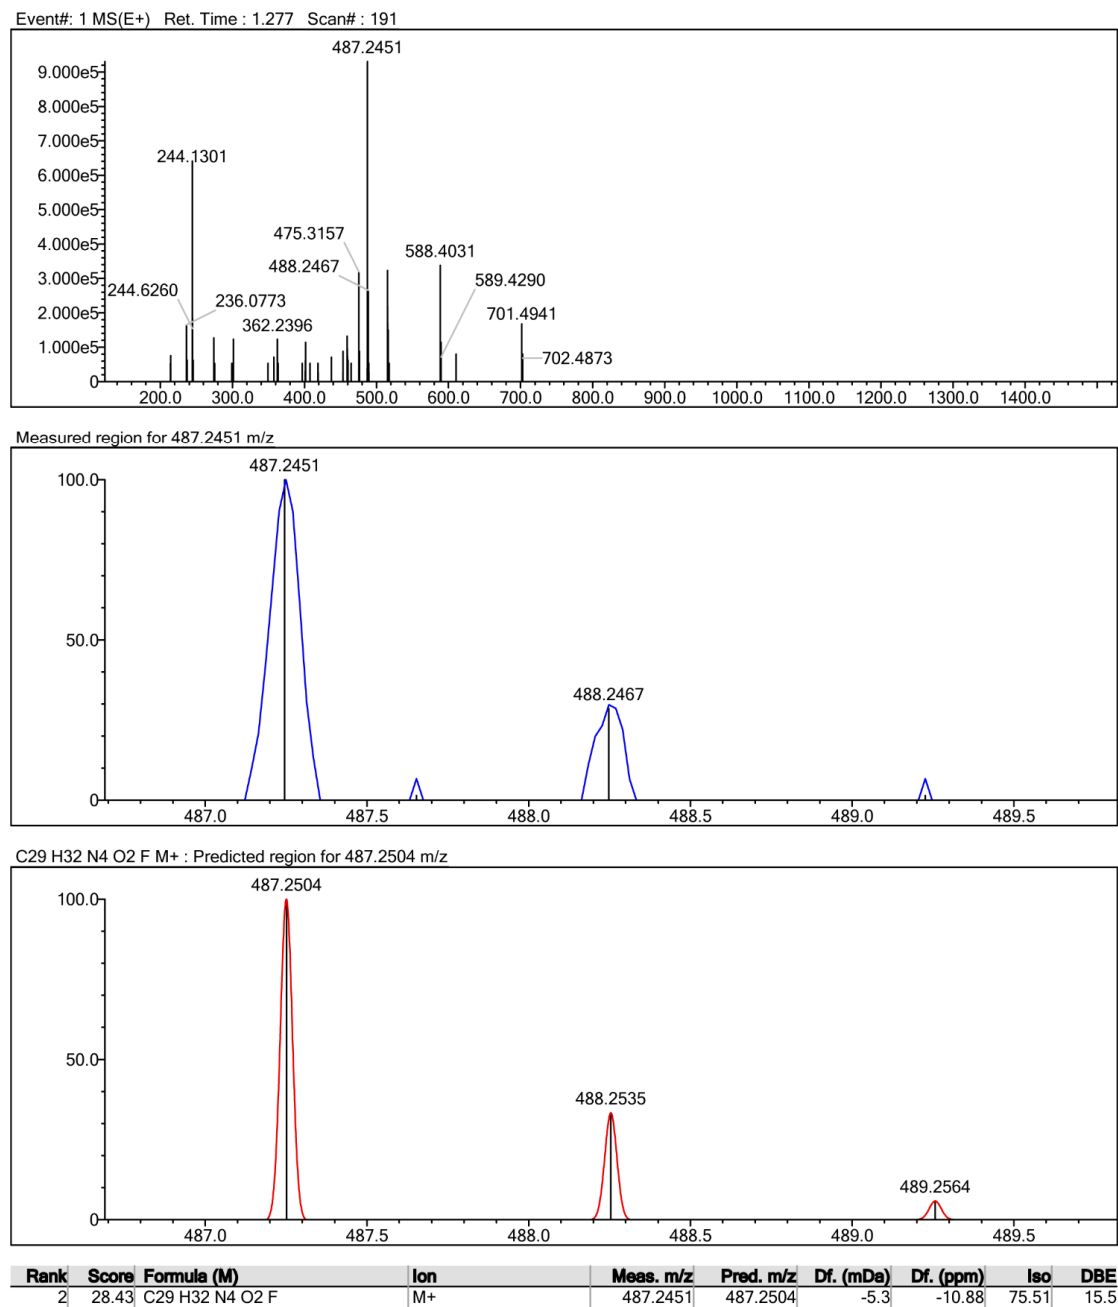 Event#: 1 MS(E+) Ret. Time : 1.277 Scan# : 191
487.2451
9.000e5
8.000e5
7.000e5
244.1301
6.000e5
5.000e5
475.3157
4.000e5
588.4031
488.2467
3.000e5
589.4290
244.6260
236.0773
2.000e5
362.2396
701.4941
1.000e5
702.4873
0
200.0 300.0 400.0 500.0 600.0 700.0 800.0 900.0 1000.0 1100.0 1200.0 1300.0 1400.0
Measured region for 487.2451 m/z
487.2451
100.0
488.2467
50.0
0
487.0 487.5 488.0 488.5 489.0 489.5
C29 H32 N4 O2 F M+ : Predicted region for 487.2504 m/z
487.2504
100.0
50.0
488.2535
489.2564
0
487.0 487.5 488.0 488.5 489.0 489.5
Rank Score Formula (M) Ion Meas. m/z Pred. m/z Df. (mDa) Df. (ppm) Iso DBE
2 28.43 C29 H32 N4 O2 F M+ 487.2451 487.2504 -5.3 -10.88 75.51 15.5